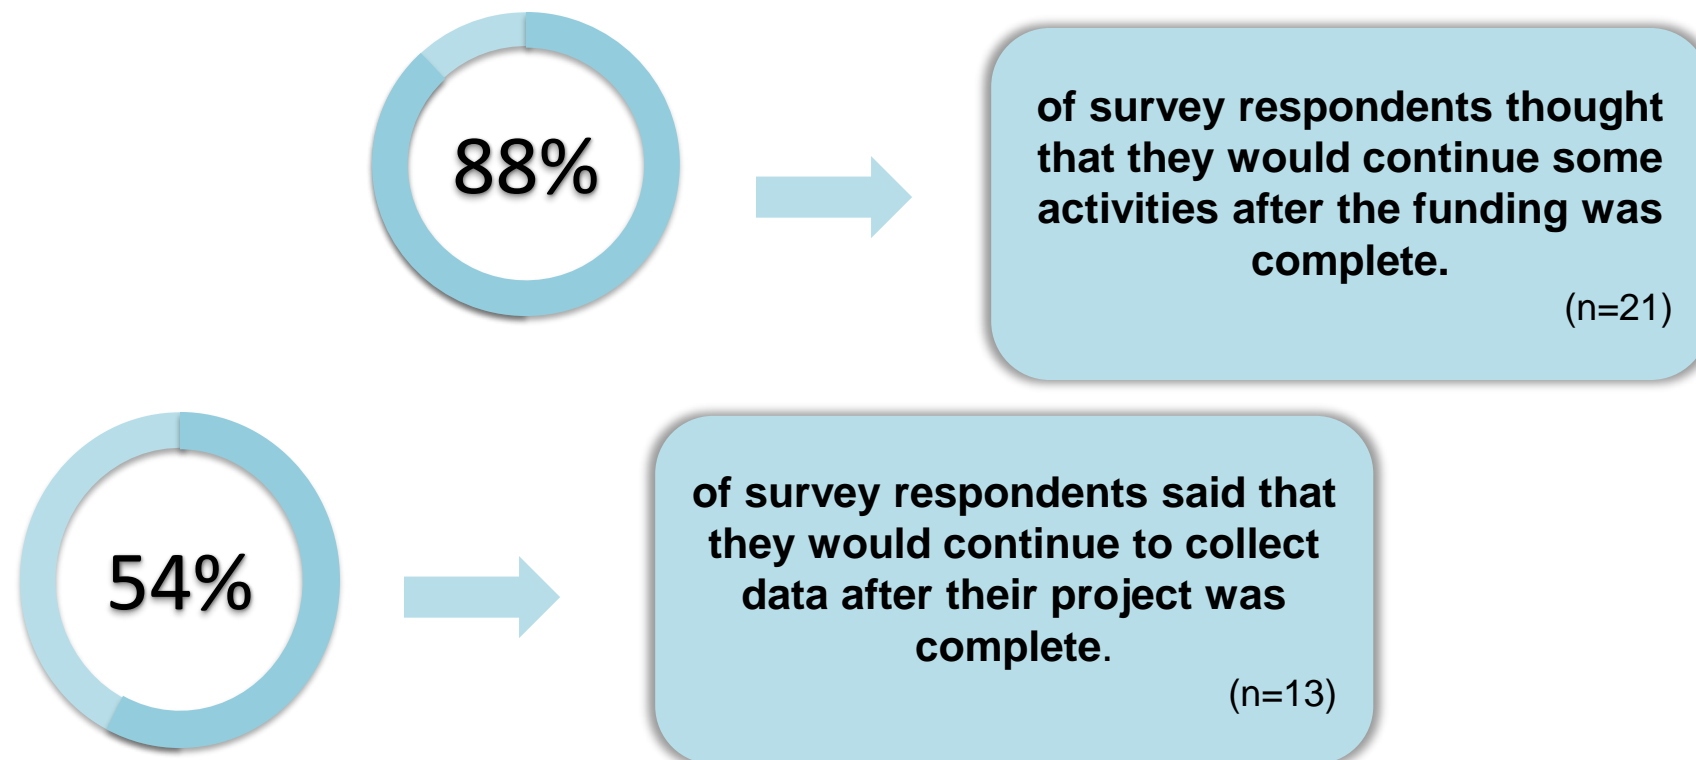 88%
of survey respondents thought
that they would continue some
activities after the funding was
complete.
(n=21)
54%
of survey respondents said that
they would continue to collect
data after their project was
complete.
(n=13)